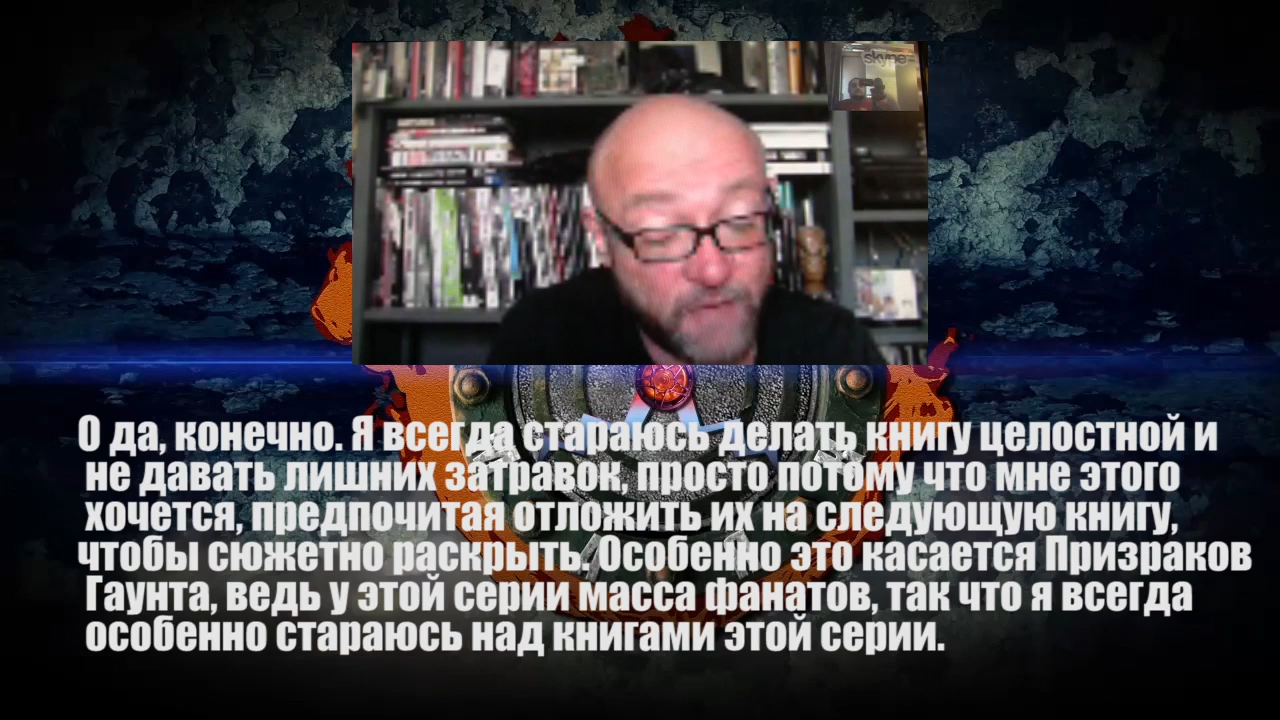 skype
О да, конечно. Я всегда стараюсь делать книгу целостной и
не давать лишних затравок, просто потому что мне этого
хочется, предпочитая отложить их на следующую книгу,
чтобы сюжетно раскрыть. Особенно это касается Призраков
Гаунта, ведь у этой серии масса фанатов, так что я всегда
особенно стараюсь над книгами этой серии.